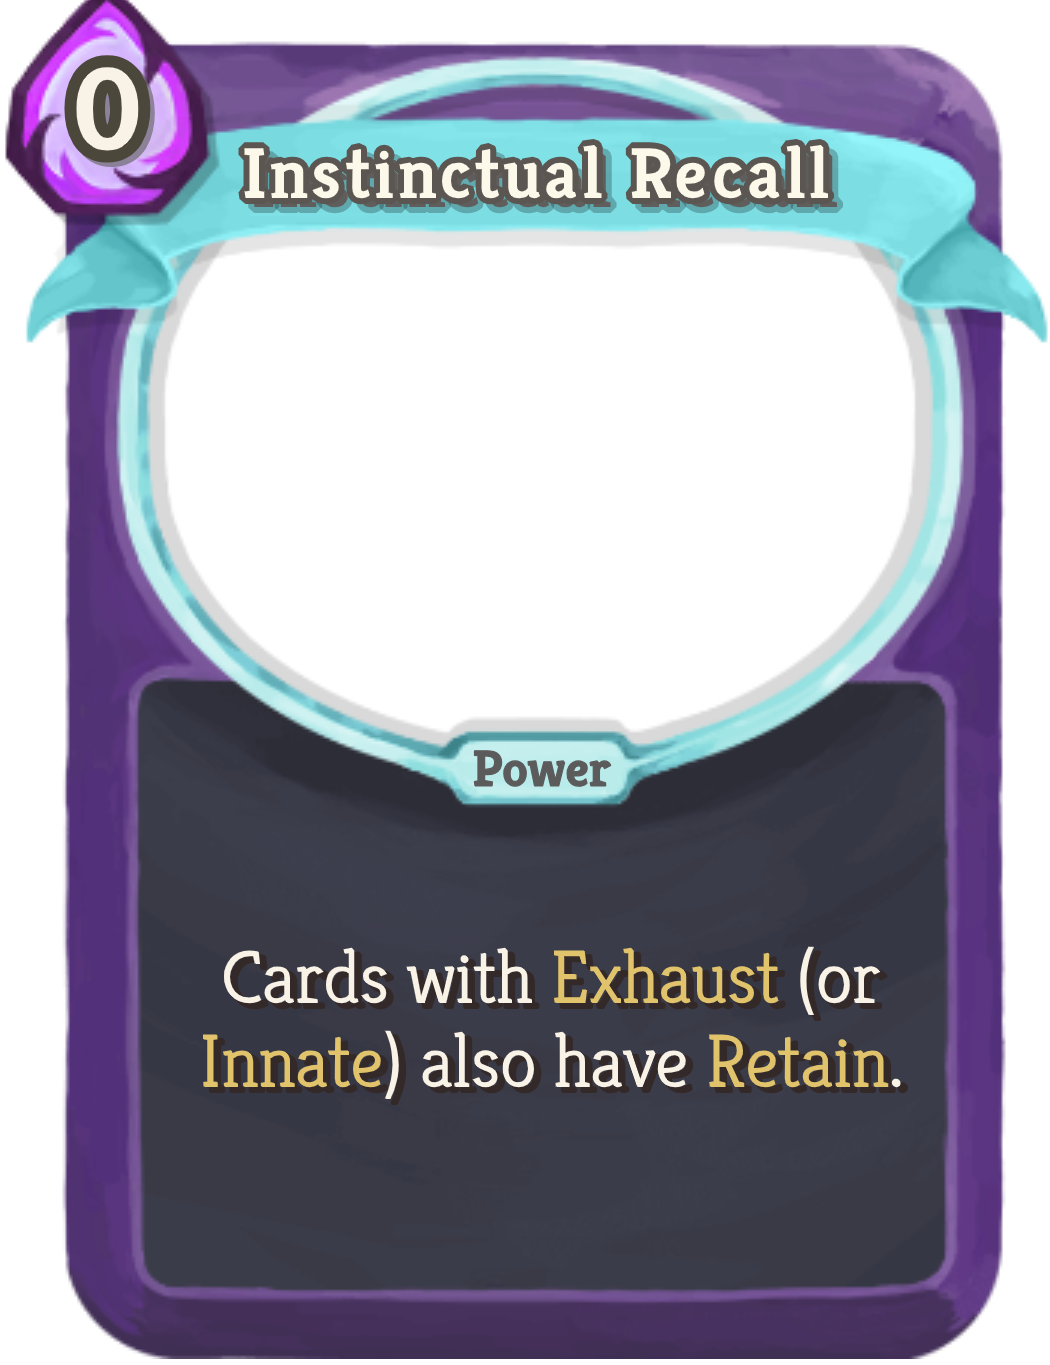 0
Instinctual Recall
Power
Cards with Exhaust (or
Innate) also have Retain.